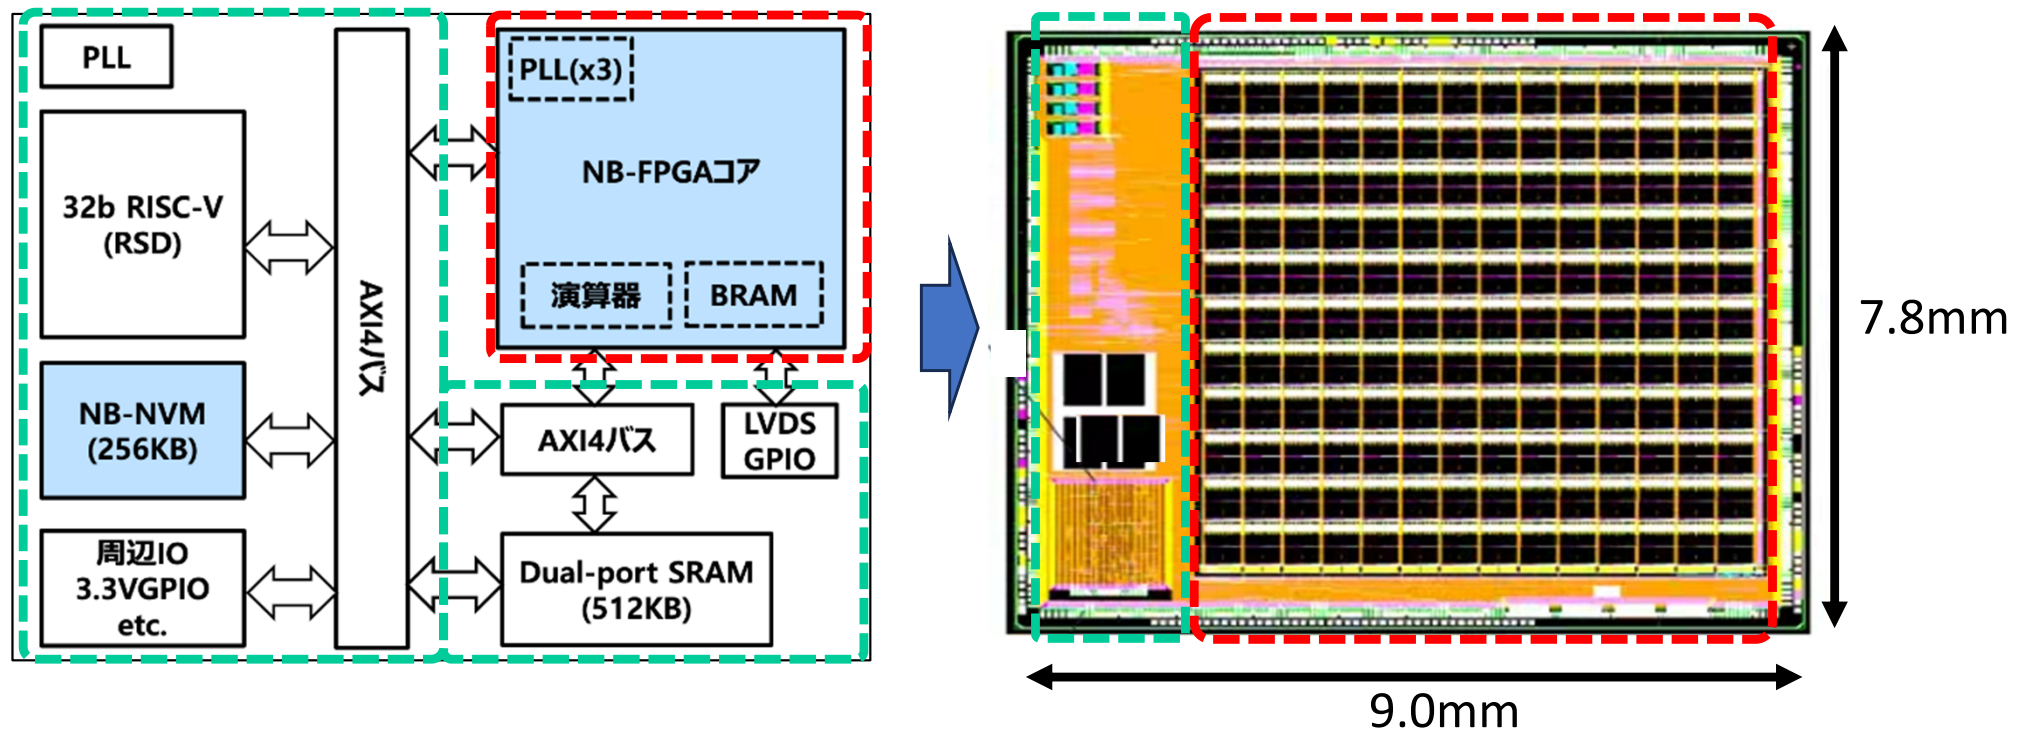 PLL
32b RISC-V
(RSD)
NB-NVM
(256KB)
周辺IO
3.3VGPIO
etc.
AXI4バス
PLL(x3)
NB-FPGAコア
演算器
BRAM
AXI4バス
LVDS
GPIO
Dual-port SRAM
(512KB)
7.8mm
9.0mm